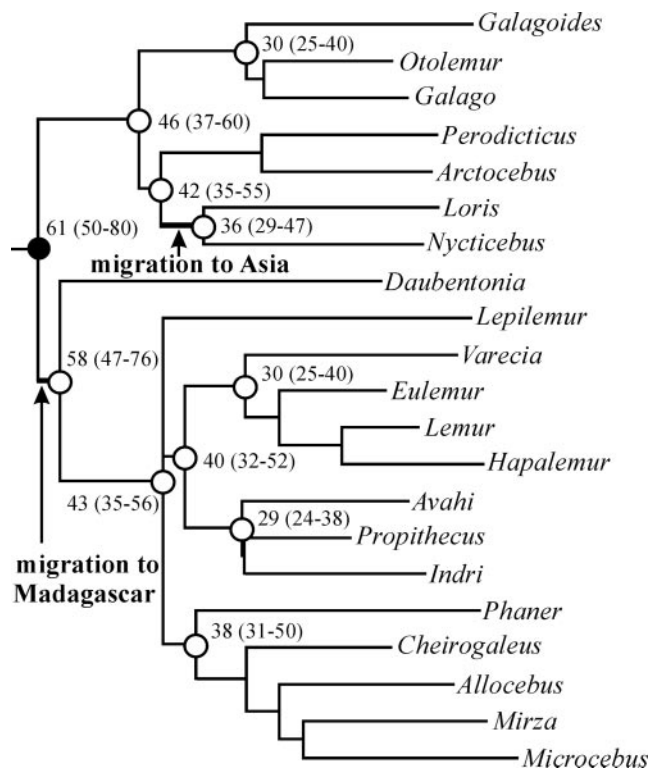 Galagoides
30 (25-40)
Otolemur
Galago
46 (37-60)
Perodicticus
Arctocebus
42 (35-55)
Loris
61 (50-80)
36 (29-47)
Nycticebus
migration to Asia
Daubentonia
Lepilemur
58 (47-76)
Varecia
30 (25-40)
Eulemur
Lemur
40 (32-52)
Hapalemur
43 (35-56)
Avahi
29 (24-38)
Propithecus
migration to
Madagascar
Indri
Phaner
38 (31-50)
Cheirogaleus
Allocebus
Mirza
Microcebus